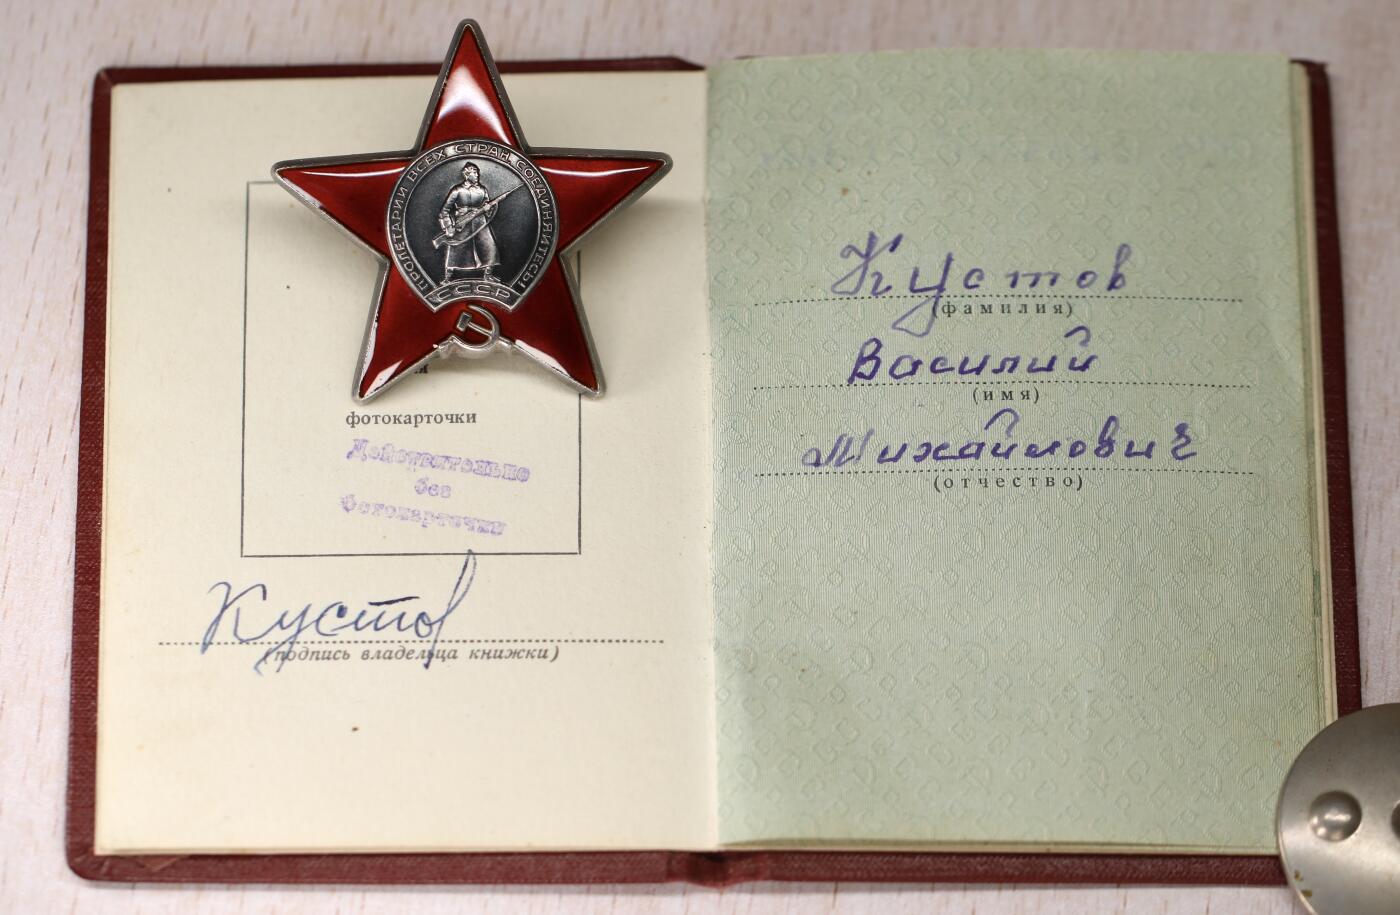 ПРОЛЕТАРИИ ВСЕХ СТРАН СОЕДИНЯЙТЕСЬ!
СССР
фотокарточки
Действительно
без
фотокарточки
Кустов
(подпись владельца книжки)
Кустов
(фамилия)
Василий
(имя)
Михайлович
(отчество)